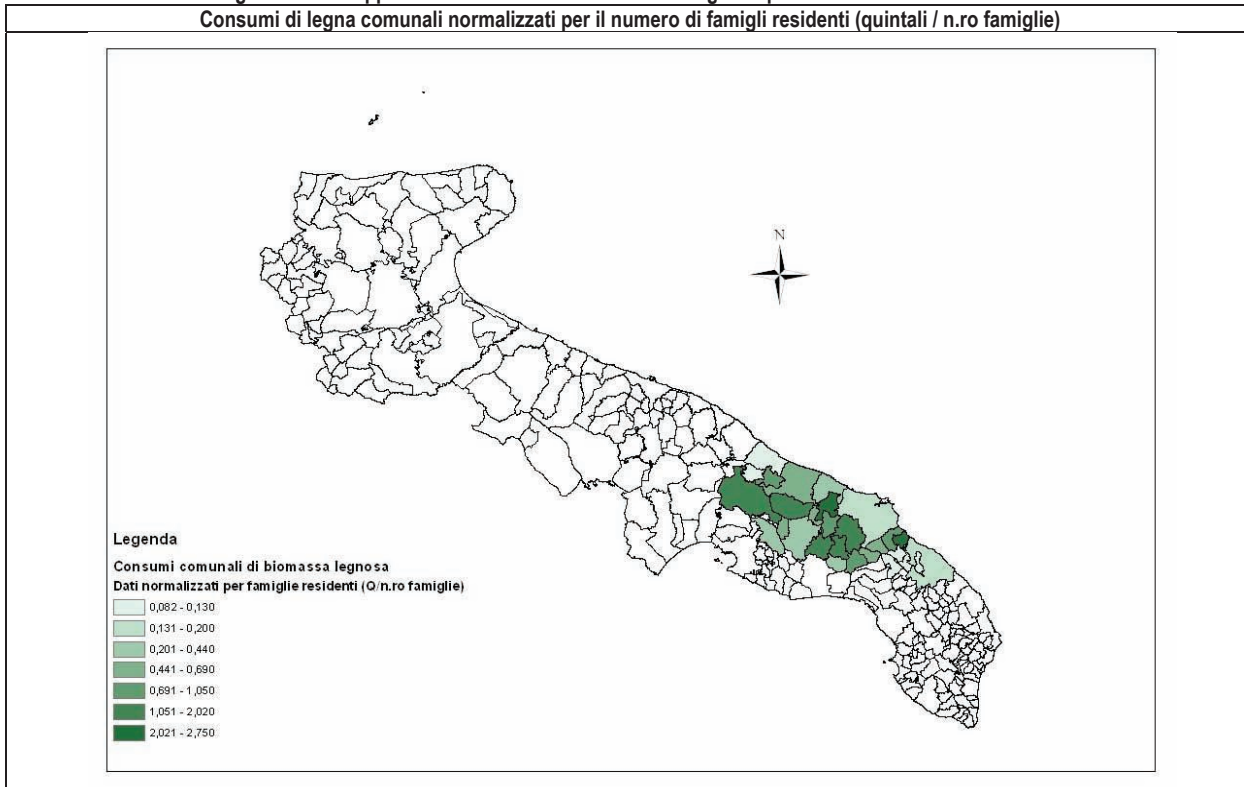 Consumi di legna comunali normalizzati per il numero di famigli residenti (quintali / n.ro famiglie)
N
Legenda
Consumi comunali di biomassa legnosa
Dati normalizzati per famiglie residenti (Q/n.ro famiglie)
0,082 - 0,130
0,131 - 0,200
0,201 - 0,440
0,441 - 0,690
0,691 - 1,050
1,051 - 2,020
2,021 - 2,750